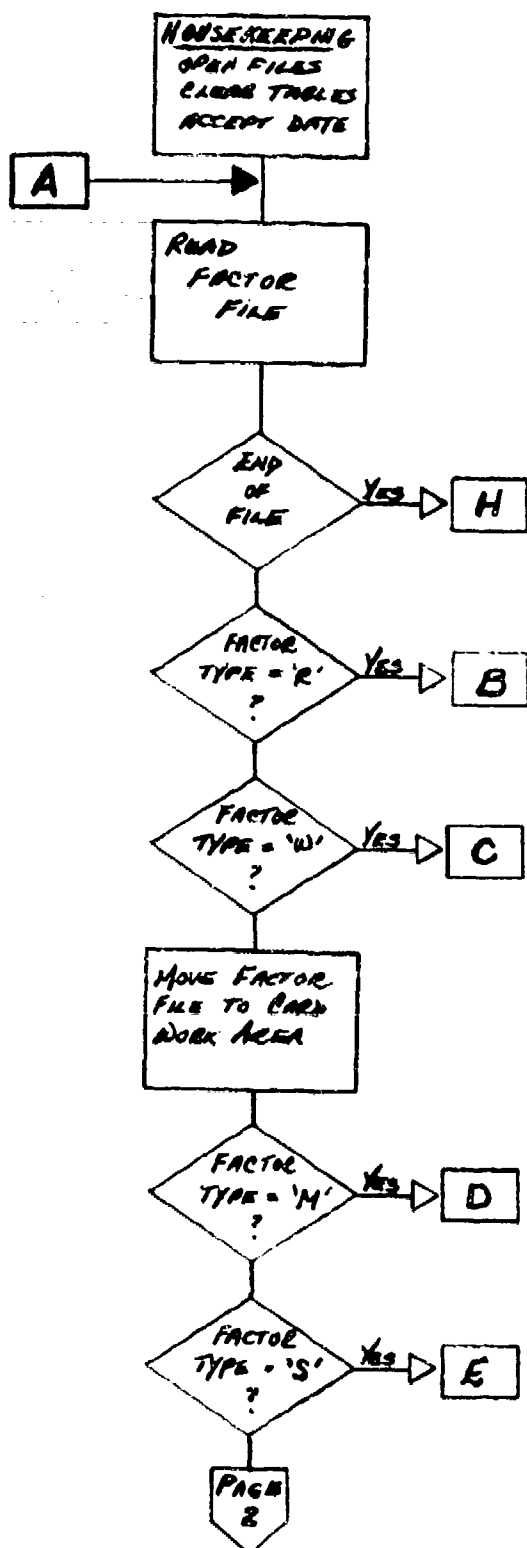 HOUSEKEEPING
OPEN FILES
CLEAR TABLES
ACCEPT DATE
A
READ
FACTOR
FILE
END
OF
FILE
YES
H
FACTOR
TYPE = 'R'
?
YES
B
FACTOR
TYPE = 'W'
?
YES
C
MOVE FACTOR
FILE TO CARD
WORK AREA
FACTOR
TYPE = 'M'
?
YES
D
FACTOR
TYPE = 'S'
?
YES
E
PAGE
2